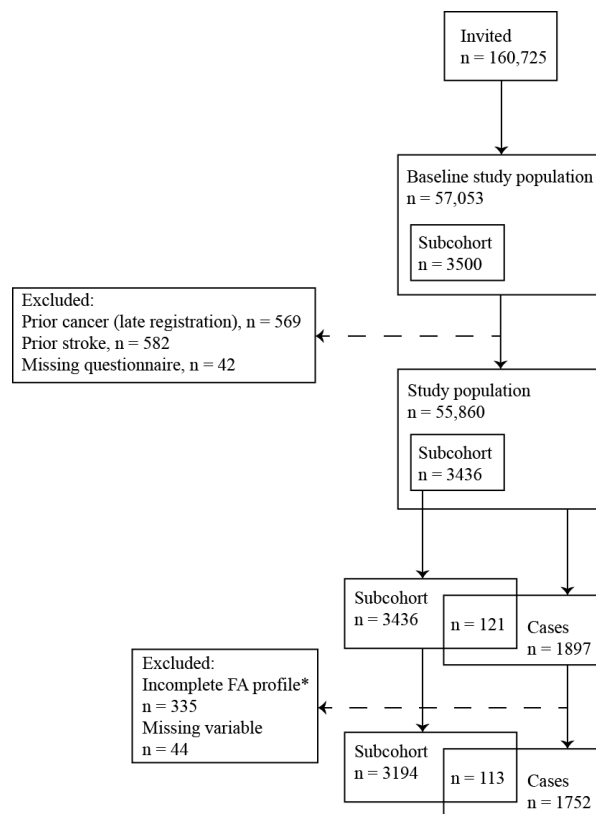 Invited
n = 160,725
Baseline study population
n = 57,053
Subcohort
n = 3500
Excluded:
Prior cancer (late registration), n = 569
Prior stroke, n = 582
Missing questionnaire, n = 42
Study population
n = 55,860
Subcohort
n = 3436
Subcohort
n = 3436
n = 121
Cases
n = 1897
Excluded:
Incomplete FA profile*
n = 335
Missing variable
n = 44
Subcohort
n = 3194
n = 113
Cases
n = 1752